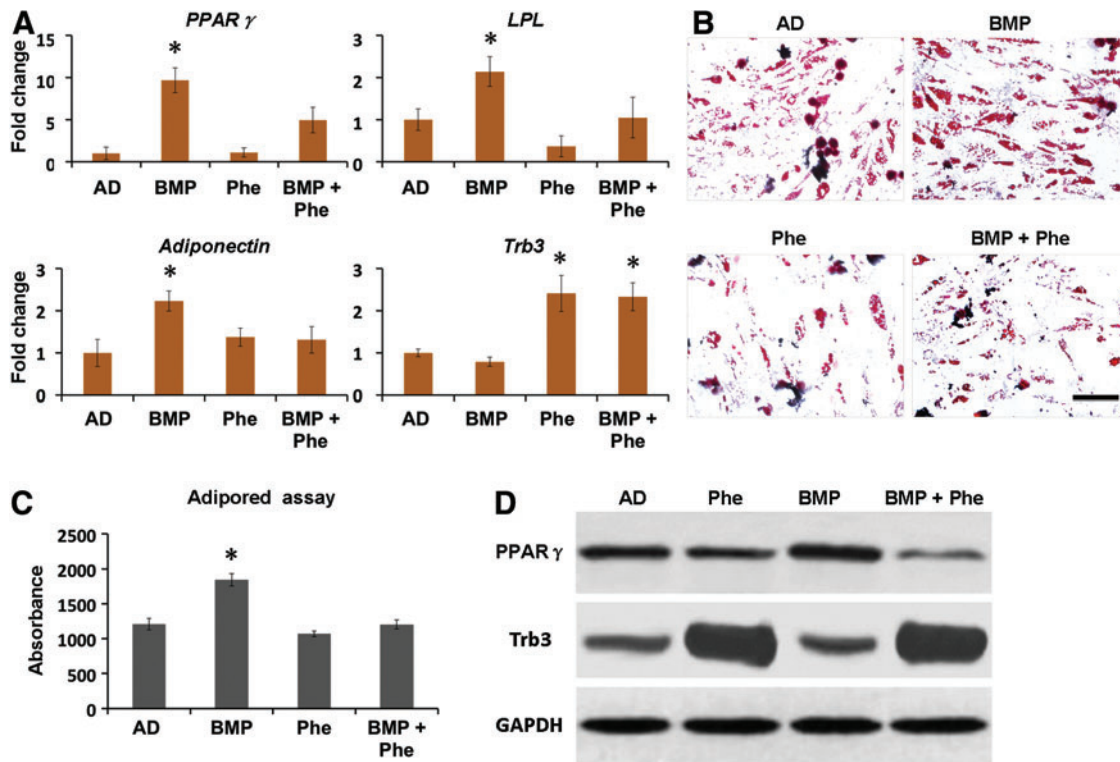 A
PPAR γ
Fold change
15
10
5
0
AD BMP Phe BMP +
Phe
*
LPL
3
2
1
0
AD BMP Phe BMP +
Phe
*
Adiponectin
Fold change
3
2
1
0
AD BMP Phe BMP +
Phe
*
Trb3
3
2
1
0
AD BMP Phe BMP +
Phe
* *
B
AD BMP
Phe BMP + Phe
C
Adipored assay
Absorbance
2500
2000
1500
1000
500
0
AD BMP Phe BMP +
Phe
*
D
AD Phe BMP BMP + Phe
PPAR γ
Trb3
GAPDH